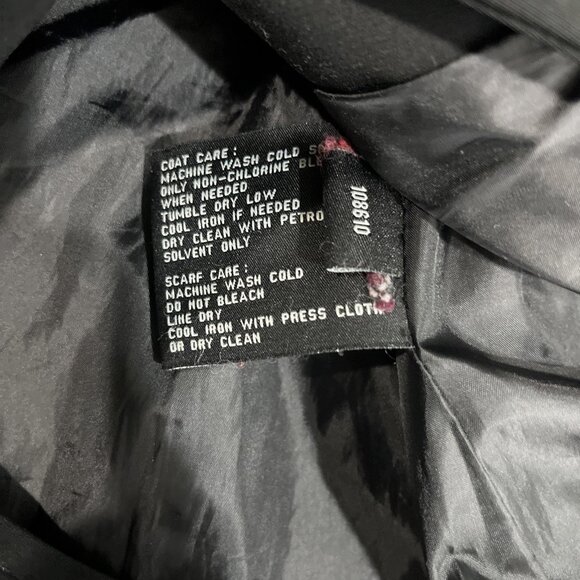 COAT CARE:
MACHINE WASH COLD
ONLY NON-CHLORINE BLE
WHEN NEEDED
TUMBLE DRY LOW
COOL IRON IF NEEDED
DRY CLEAN WITH PETRO
SOLVENT ONLY
SCARF CARE:
MACHINE WASH COLD
DO NOT BLEACH
LINE DRY
COOL IRON WITH PRESS CLOTH
OR DRY CLEAN
108610